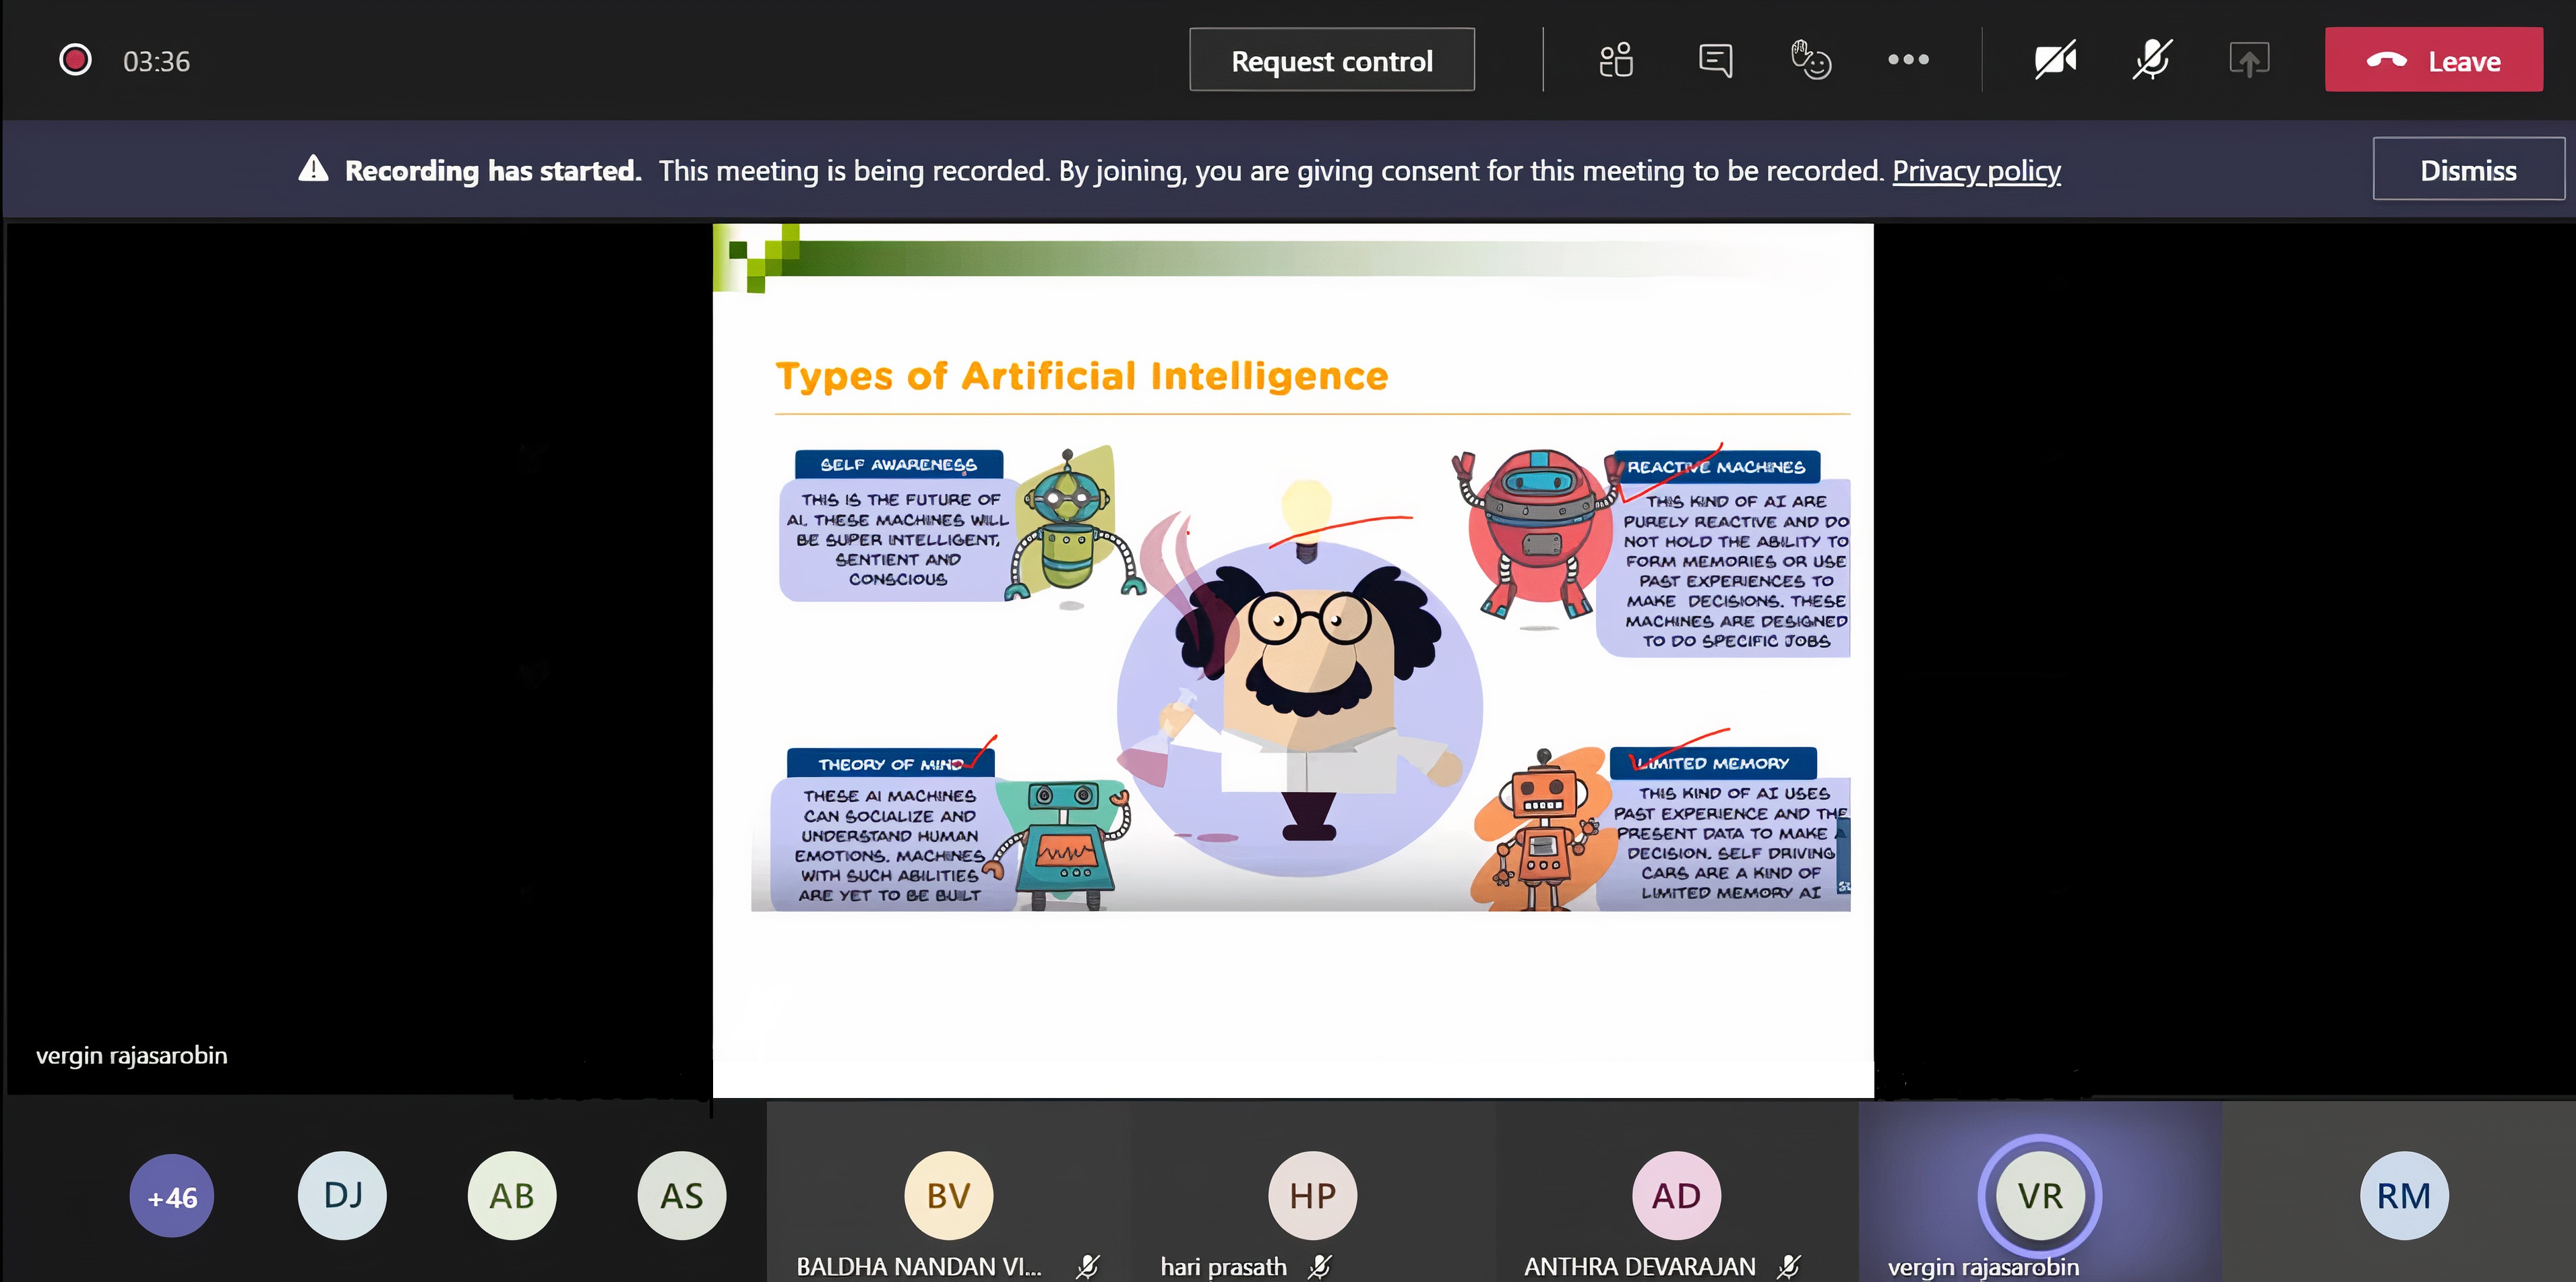 03:36
Request control
Leave
Recording has started. This meeting is being recorded. By joining, you are giving consent for this meeting to be recorded. Privacy policy
Dismiss
Types of Artificial Intelligence
SELF AWARENESS
THIS IS THE FUTURE OF
AI. THESE MACHINES WILL
BE SUPER INTELLIGENT,
SENTIENT AND
CONSCIOUS
REACTIVE MACHINES
THIS KIND OF AI ARE
PURELY REACTIVE AND DO
NOT HOLD THE ABILITY TO
FORM MEMORIES OR USE
PAST EXPERIENCES TO
MAKE DECISIONS. THESE
MACHINES ARE DESIGNED
TO DO SPECIFIC JOBS
THEORY OF MIND
THESE AI MACHINES
CAN SOCIALIZE AND
UNDERSTAND HUMAN
EMOTIONS. MACHINES
WITH SUCH ABILITIES
ARE YET TO BE BUILT
LIMITED MEMORY
THIS KIND OF AI USES
PAST EXPERIENCE AND THE
PRESENT DATA TO MAKE A
DECISION. SELF DRIVING
CARS ARE A KIND OF
LIMITED MEMORY AI
vergin rajasarobin
+46
DJ
AB
AS
BV
HP
AD
VR
RM
BALDHA NANDAN VI...
hari prasath
ANTHRA DEVARAJAN
vergin rajasarobin